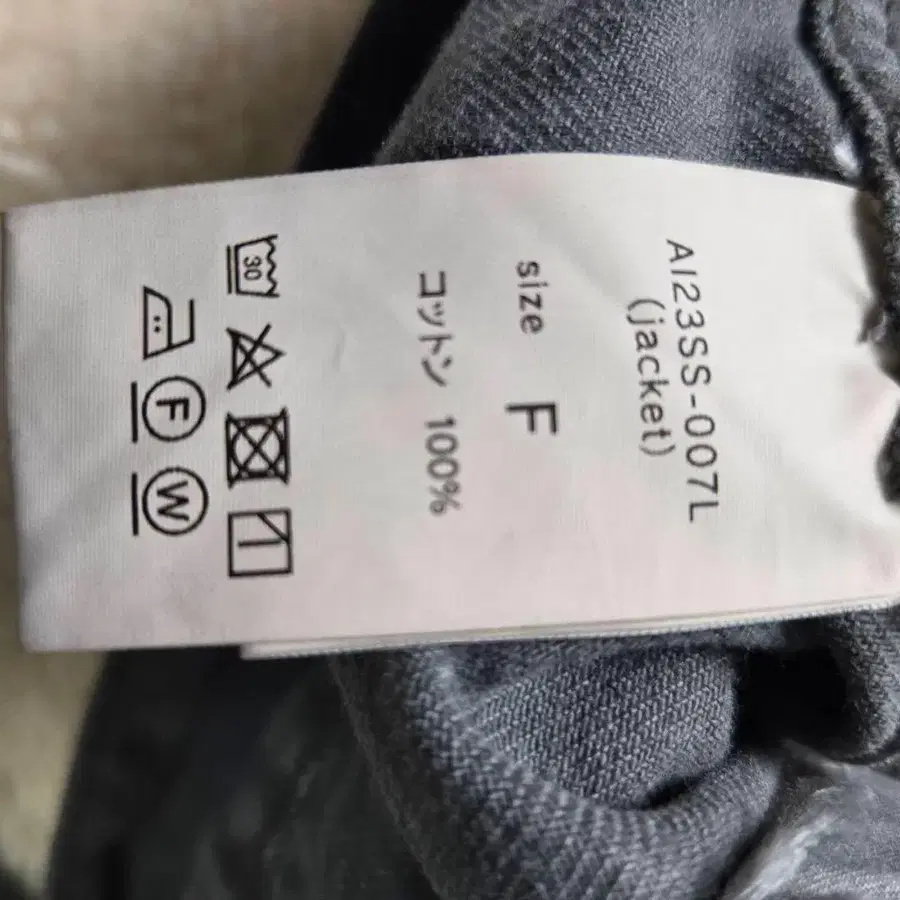 AI23SS-007L
(jacket)
size F
コットン 100%
30
F W